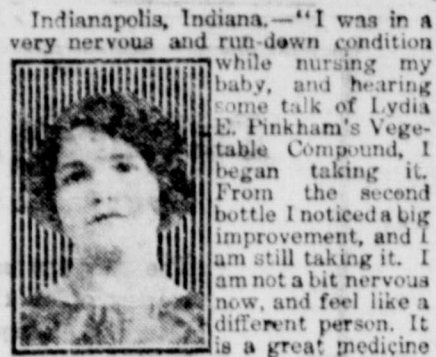 Indianapolis, Indiana.—“I was in a
very nervous and run-down condition
while nursing my
baby, and hearing
some talk of Lydia
E. Pinkham's Vege-
table Compound, I
began taking it.
From the second
bottle I noticed a big
improvement, and I
am still taking it. I
am not a bit nervous
now, and feel like a
different person. It
is a great medicine